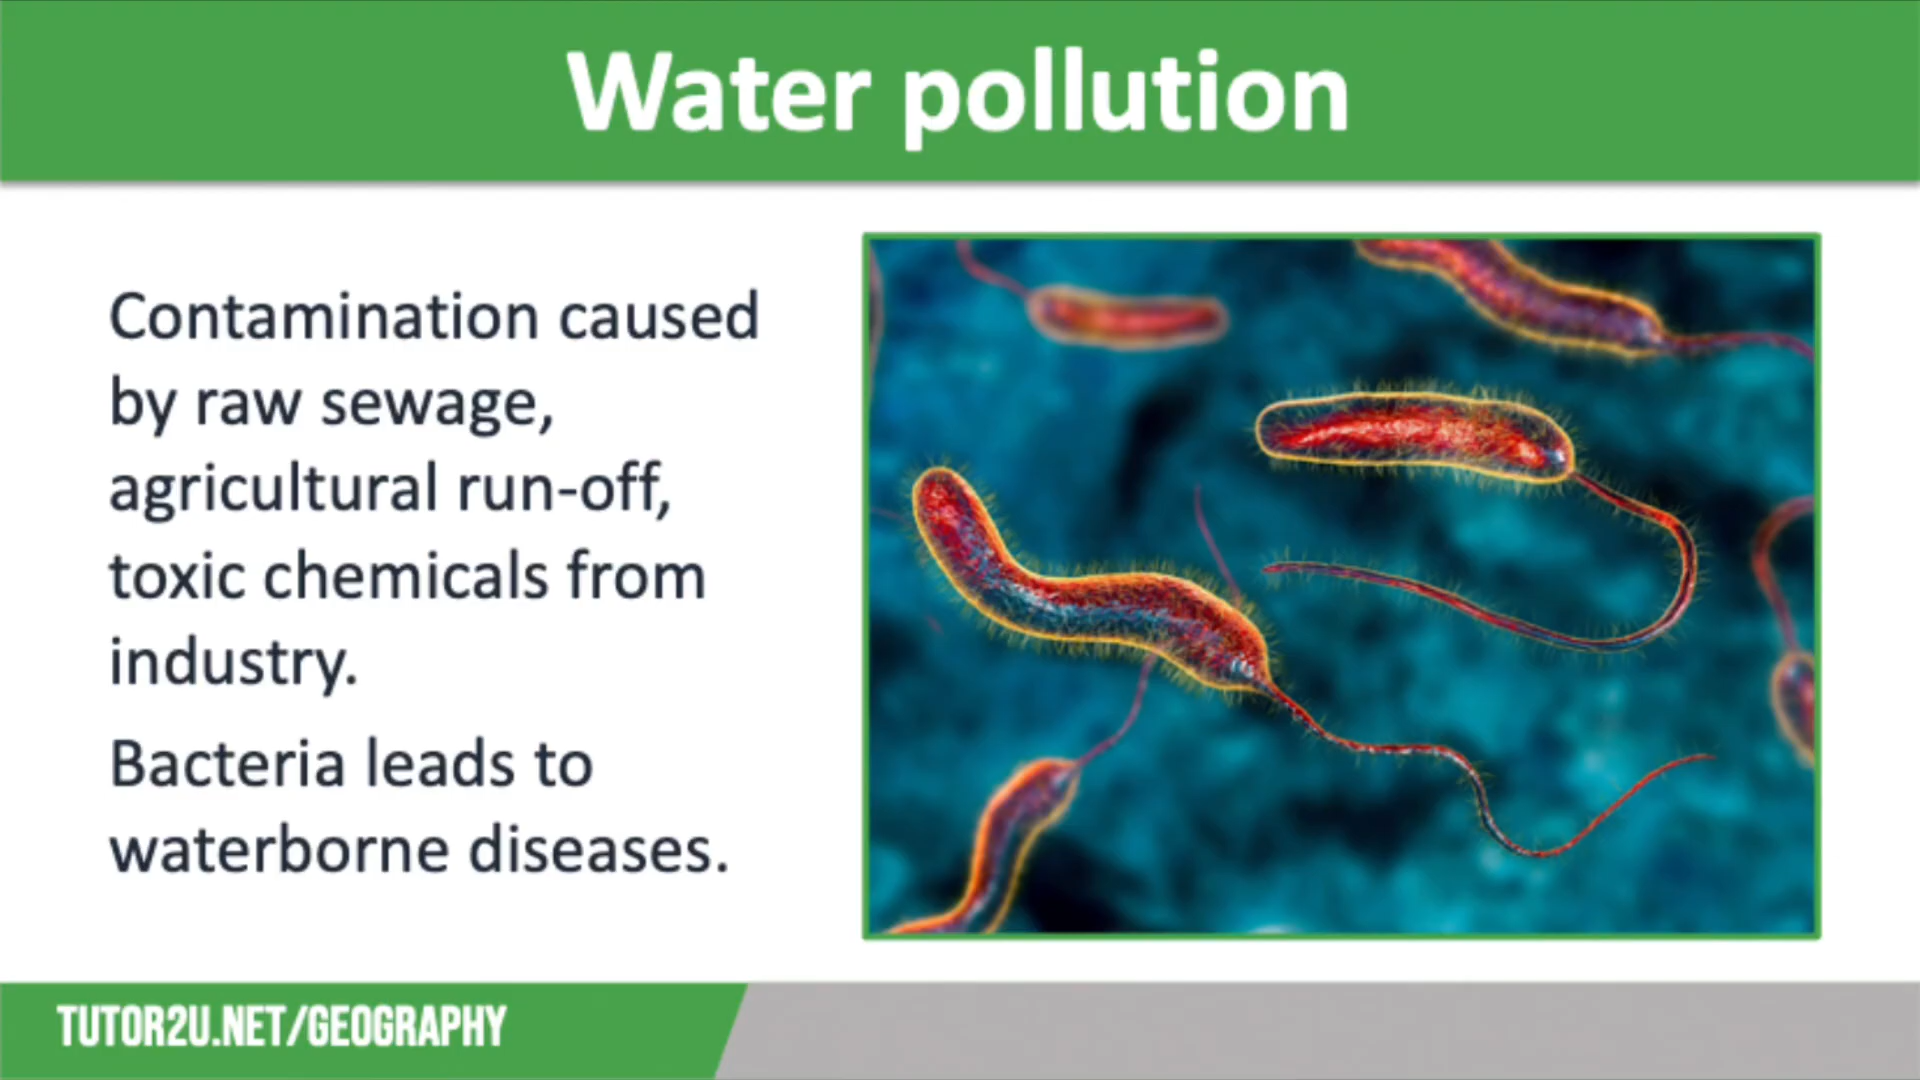 Water pollution
Contamination caused
by raw sewage,
agricultural run-off,
toxic chemicals from
industry.
Bacteria leads to
waterborne diseases.
TUTOR2U.NET/GEOGRAPHY